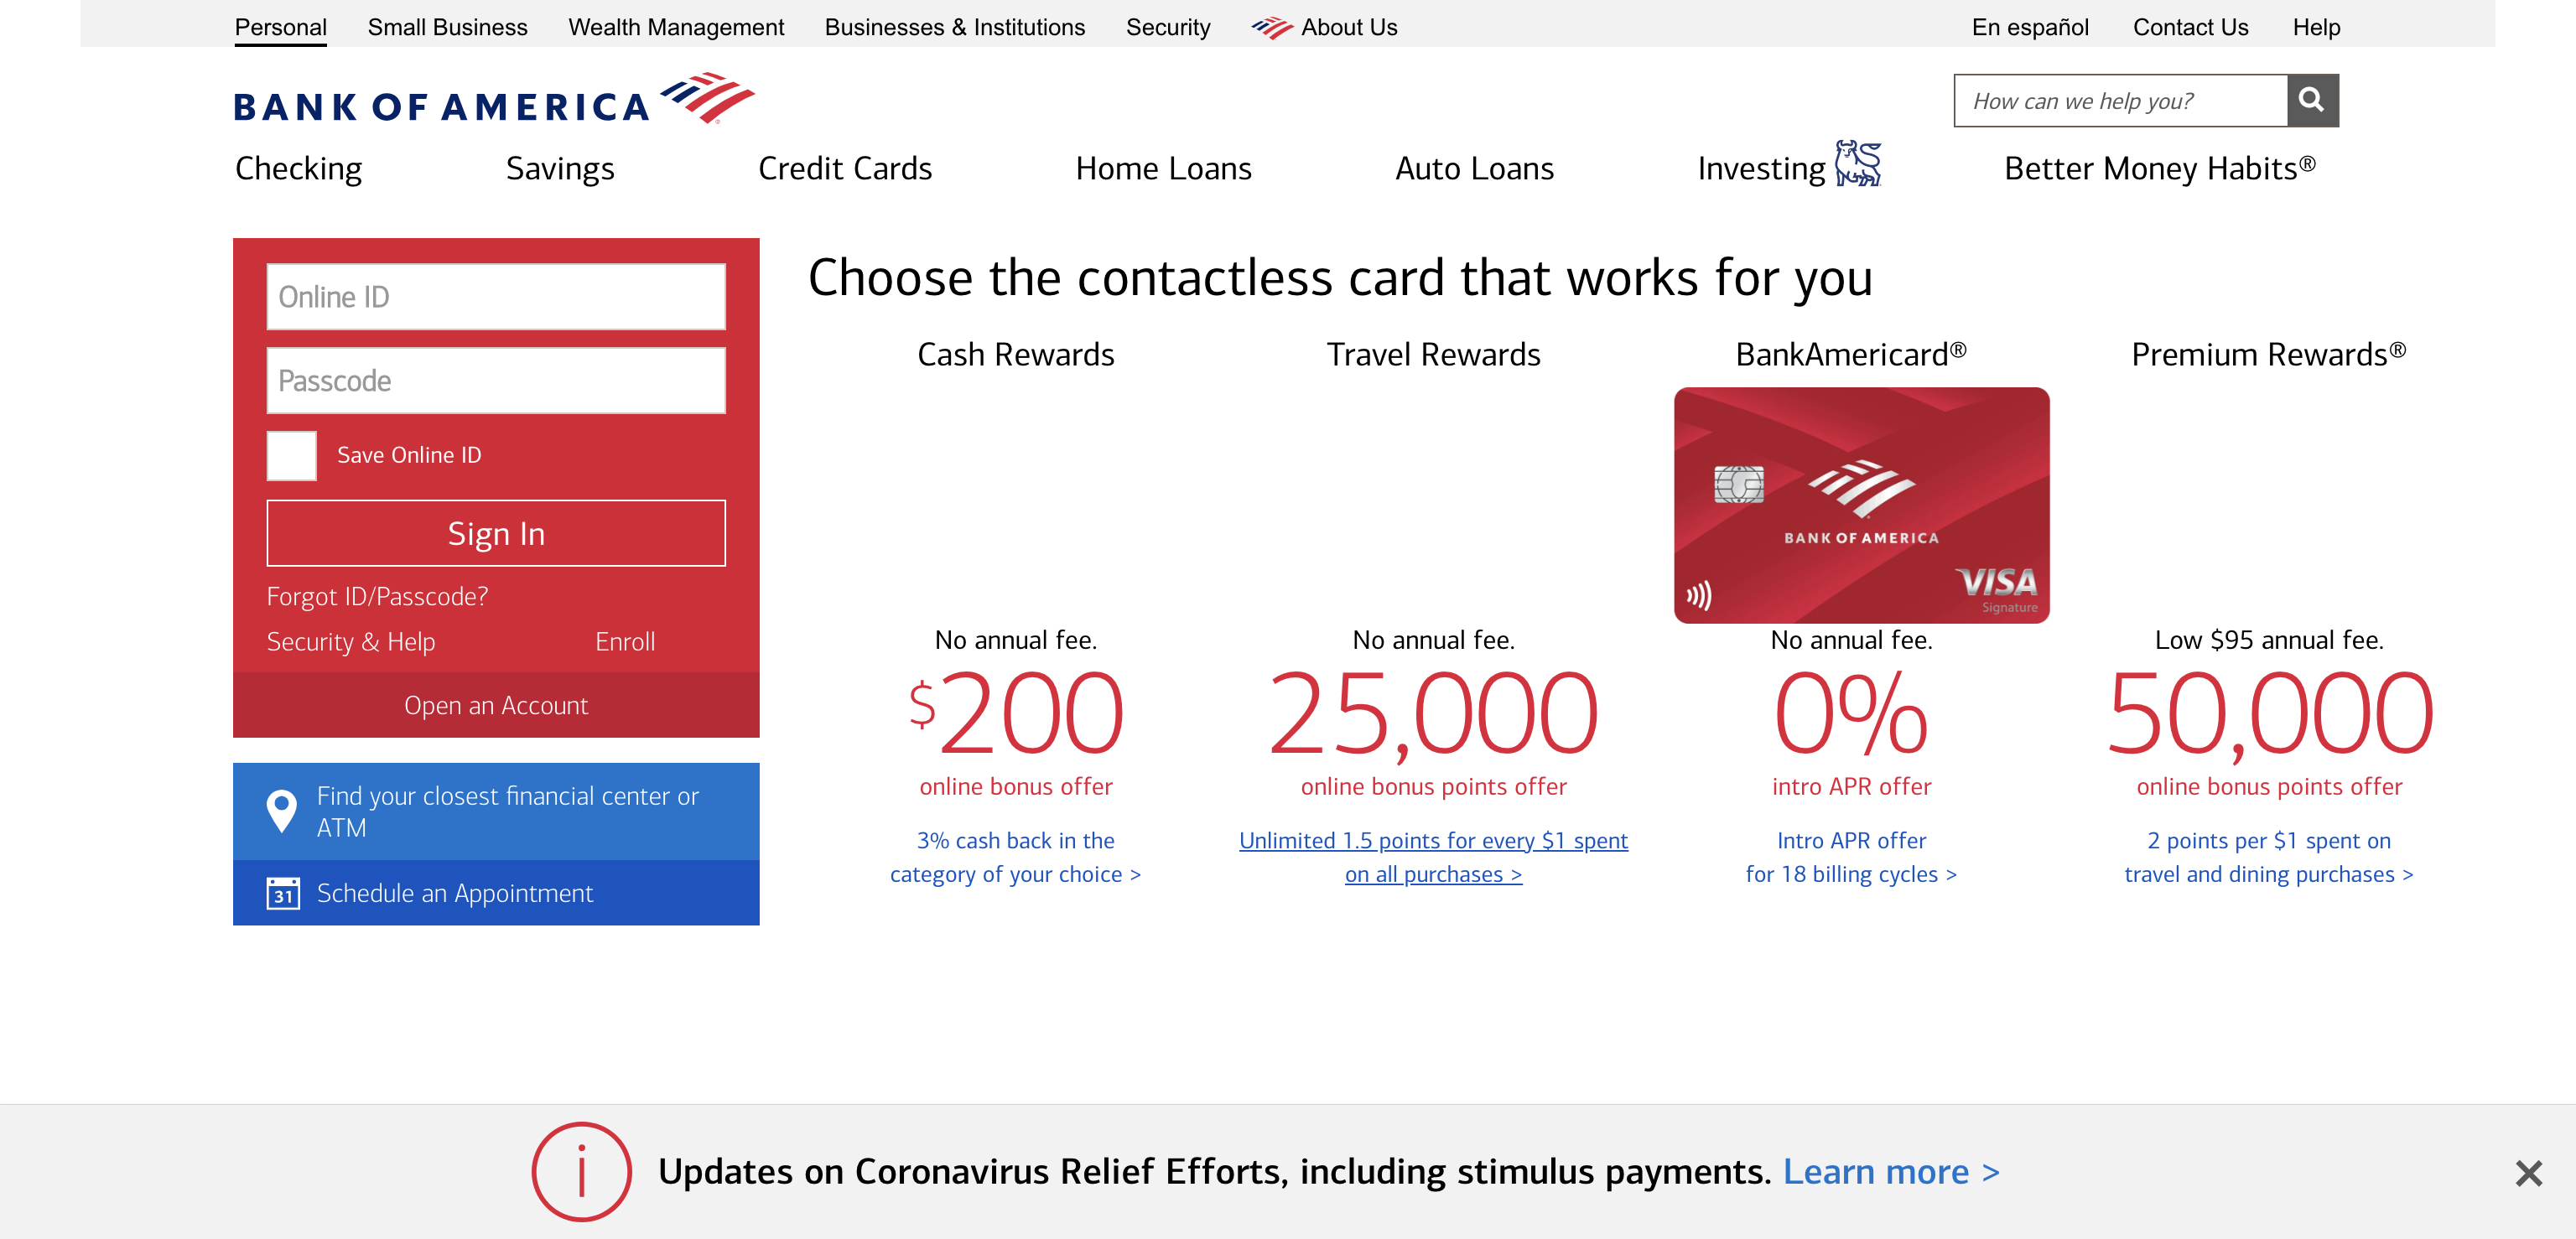 Personal Small Business Wealth Management Businesses & Institutions Security About Us En español Contact Us Help
BANK OF AMERICA
How can we help you?
Checking Savings Credit Cards Home Loans Auto Loans Investing Better Money Habits®
Online ID
Passcode
Save Online ID
Sign In
Forgot ID/Passcode?
Security & Help Enroll
Open an Account
Find your closest financial center or
ATM
31 Schedule an Appointment
Choose the contactless card that works for you
Cash Rewards
No annual fee.
$200
online bonus offer
3% cash back in the
category of your choice >
Travel Rewards
No annual fee.
25,000
online bonus points offer
Unlimited 1.5 points for every $1 spent
on all purchases >
BankAmericard®
BANK OF AMERICA
VISA
Signature
No annual fee.
0%
intro APR offer
Intro APR offer
for 18 billing cycles >
Premium Rewards®
Low $95 annual fee.
50,000
online bonus points offer
2 points per $1 spent on
travel and dining purchases >
Updates on Coronavirus Relief Efforts, including stimulus payments. Learn more >